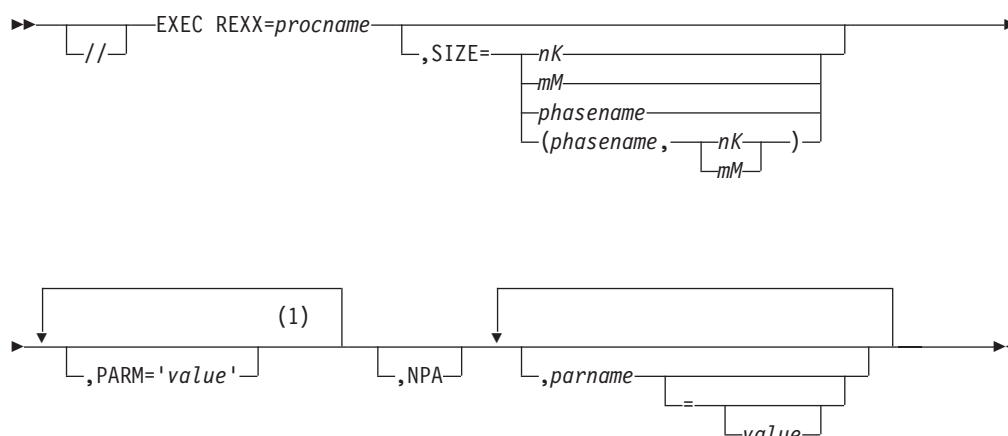 EXEC REXX=procname
//
,SIZE= nK
mM
phasename
(phasename, nK )
mM
(1)
,PARM='value'
,NPA
,parname
=
value